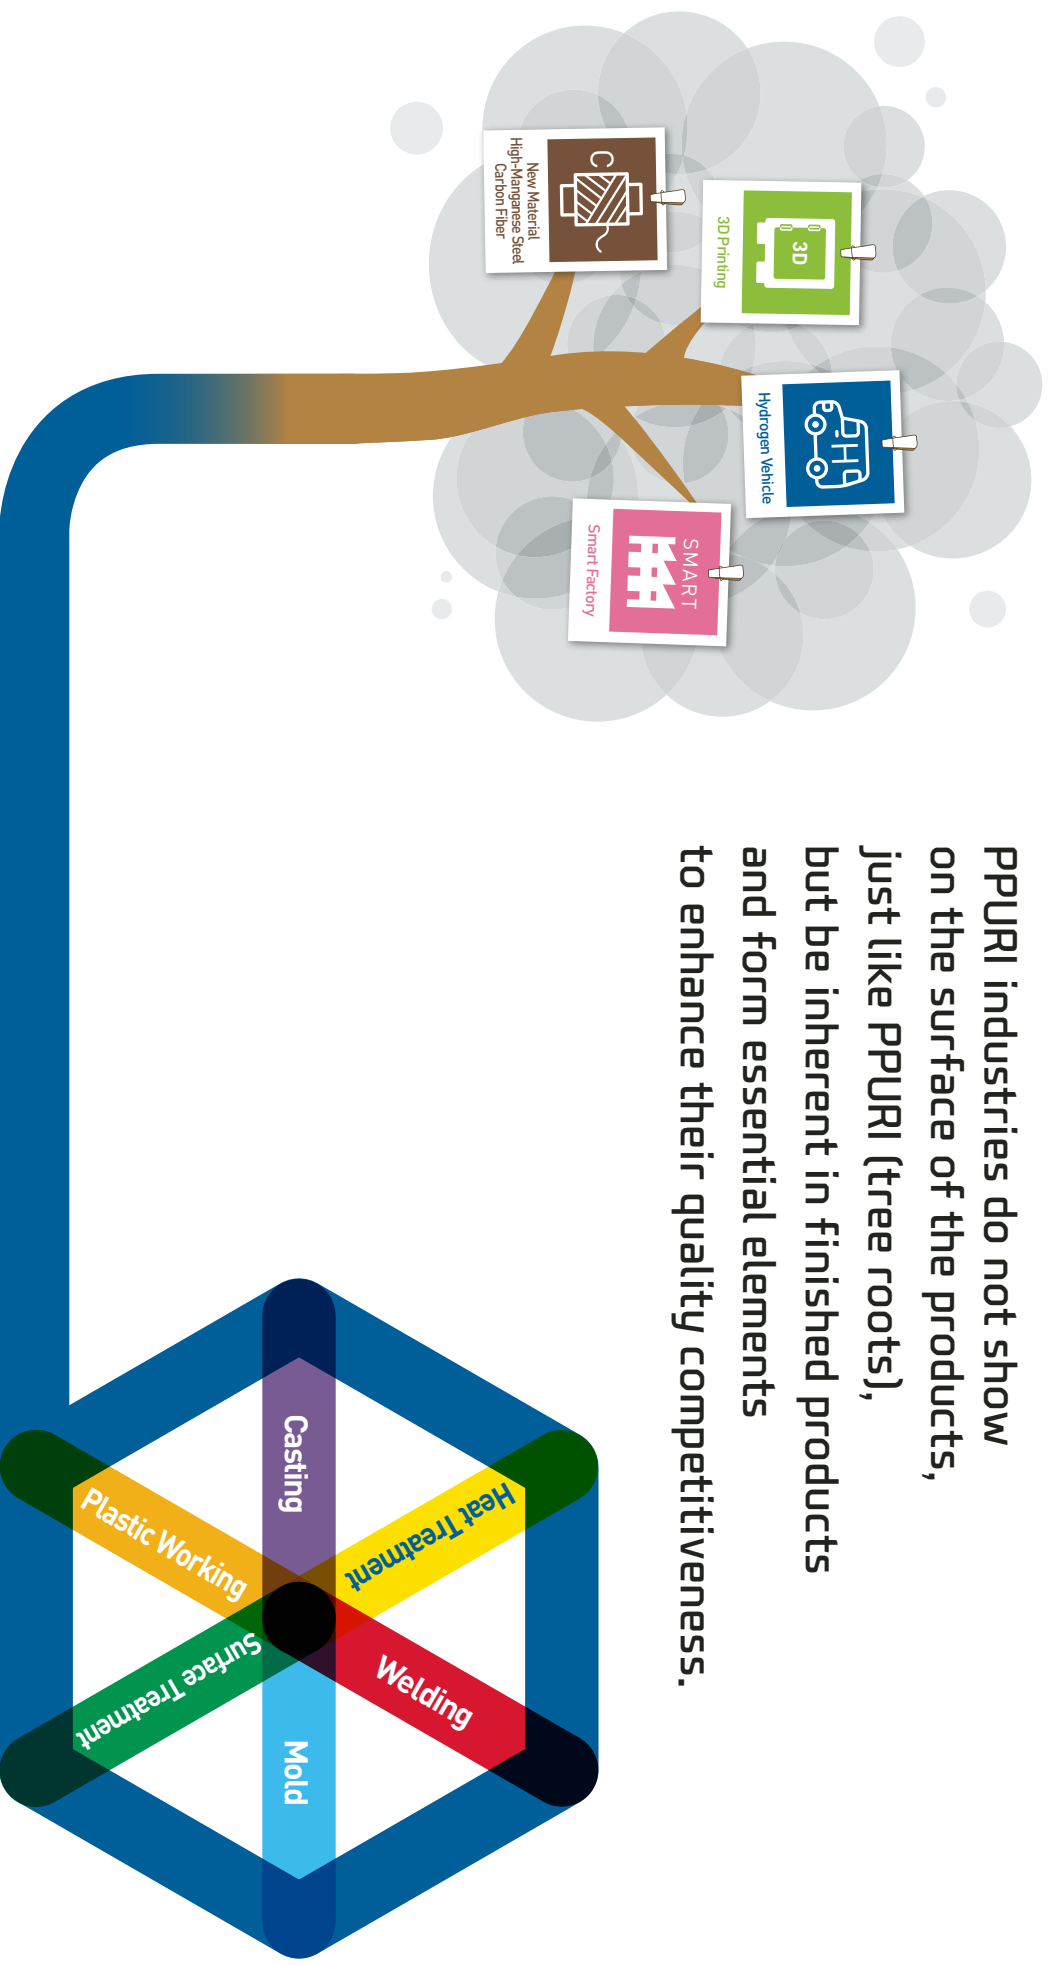 PPURI industries do not show
on the surface of the products,
just like PPURI (tree roots),
but be inherent in finished products
and form essential elements
to enhance their quality competitiveness.
C
New Material
High-Manganese Steel
Carbon Fiber
3D
3D Printing
H
Hydrogen Vehicle
SMART
Smart Factory
Casting
Heat Treatment
Plastic Working
Welding
Surface Treatment
Mold